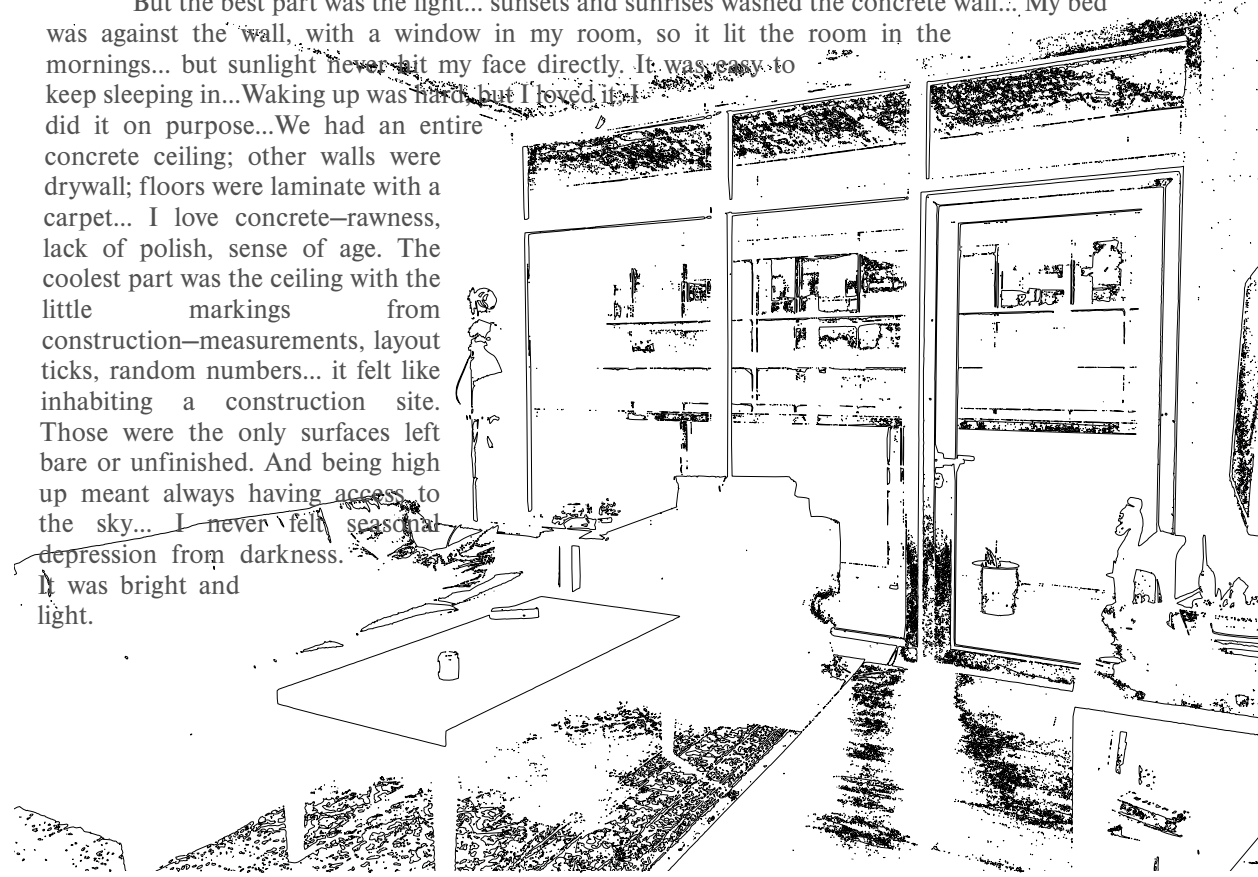 But the best part was the light... sunsets and sunrises washed the concrete wall... My bed
was against the wall, with a window in my room, so it lit the room in the
mornings... but sunlight never hit my face directly. It was easy to
keep sleeping in...Waking up was hard, but I loved it; I
did it on purpose...We had an entire
concrete ceiling; other walls were
drywall; floors were laminate with a
carpet... I love concrete—rawness,
lack of polish, sense of age. The
coolest part was the ceiling with the
little markings from
construction—measurements, layout
ticks, random numbers... it felt like
inhabiting a construction site.
Those were the only surfaces left
bare or unfinished. And being high
up meant always having access to
the sky... I never felt seasonal
depression from darkness.
It was bright and
light.